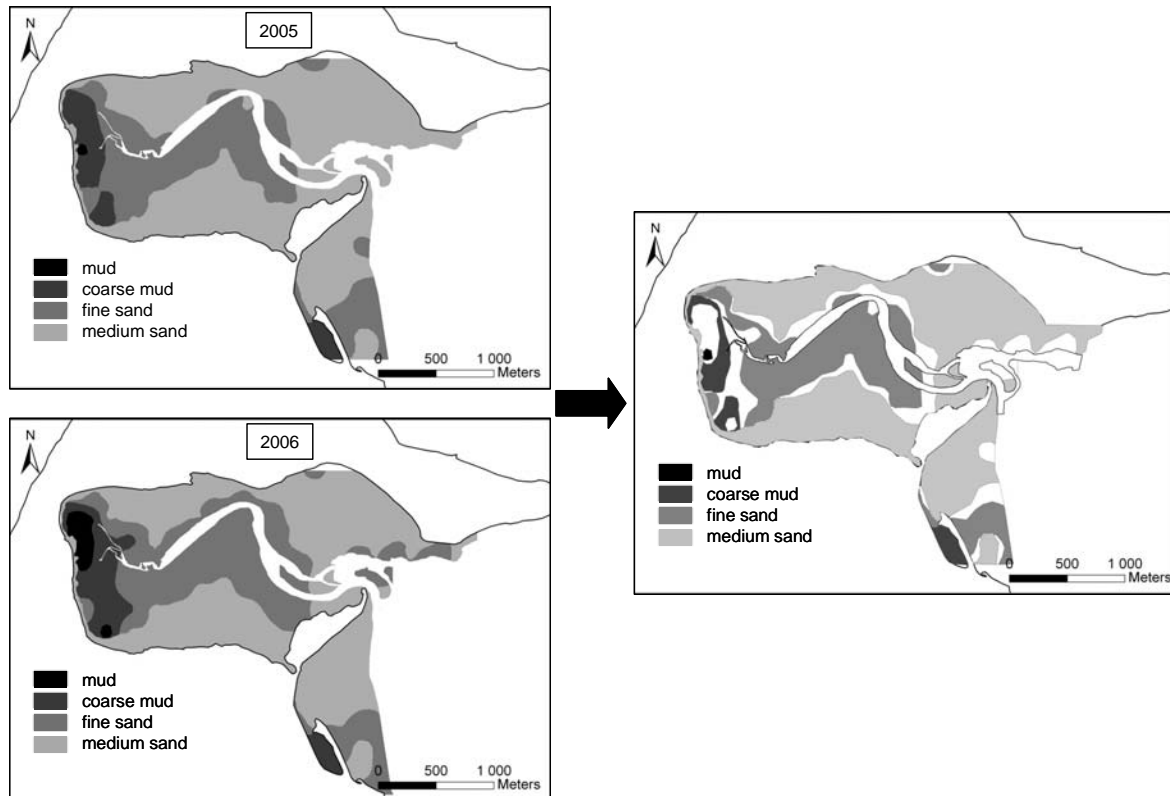 N
2005
mud
coarse mud
fine sand
medium sand
0 500 1 000
Meters
N
2006
mud
coarse mud
fine sand
medium sand
0 500 1 000
Meters
N
mud
coarse mud
fine sand
medium sand
0 500 1 000
Meters